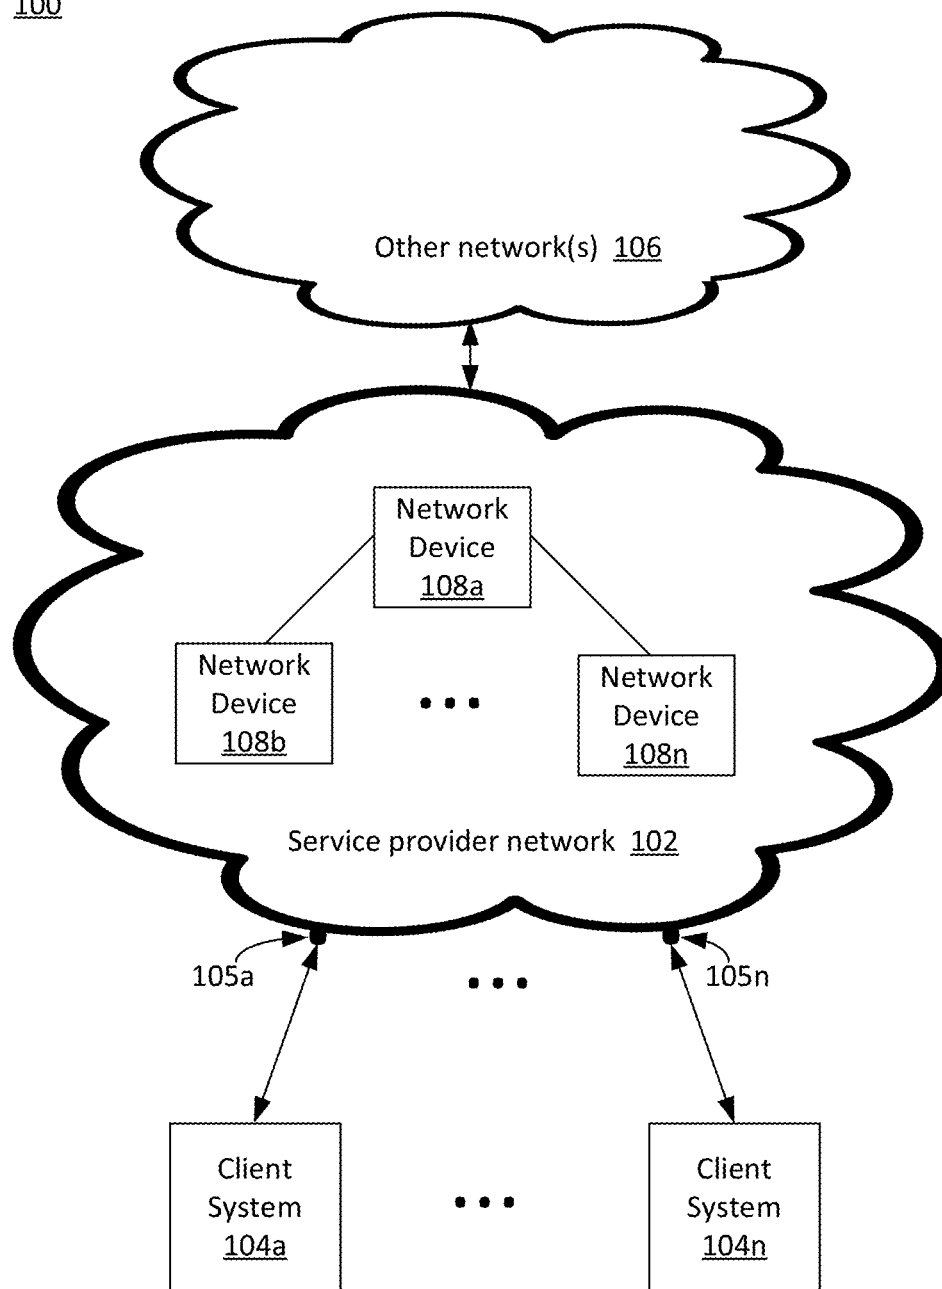 100
Other network(s) 106
Network
Device
108a
Network
Device
108b
Network
Device
108n
Service provider network 102
105a
105n
Client
System
104a
Client
System
104n